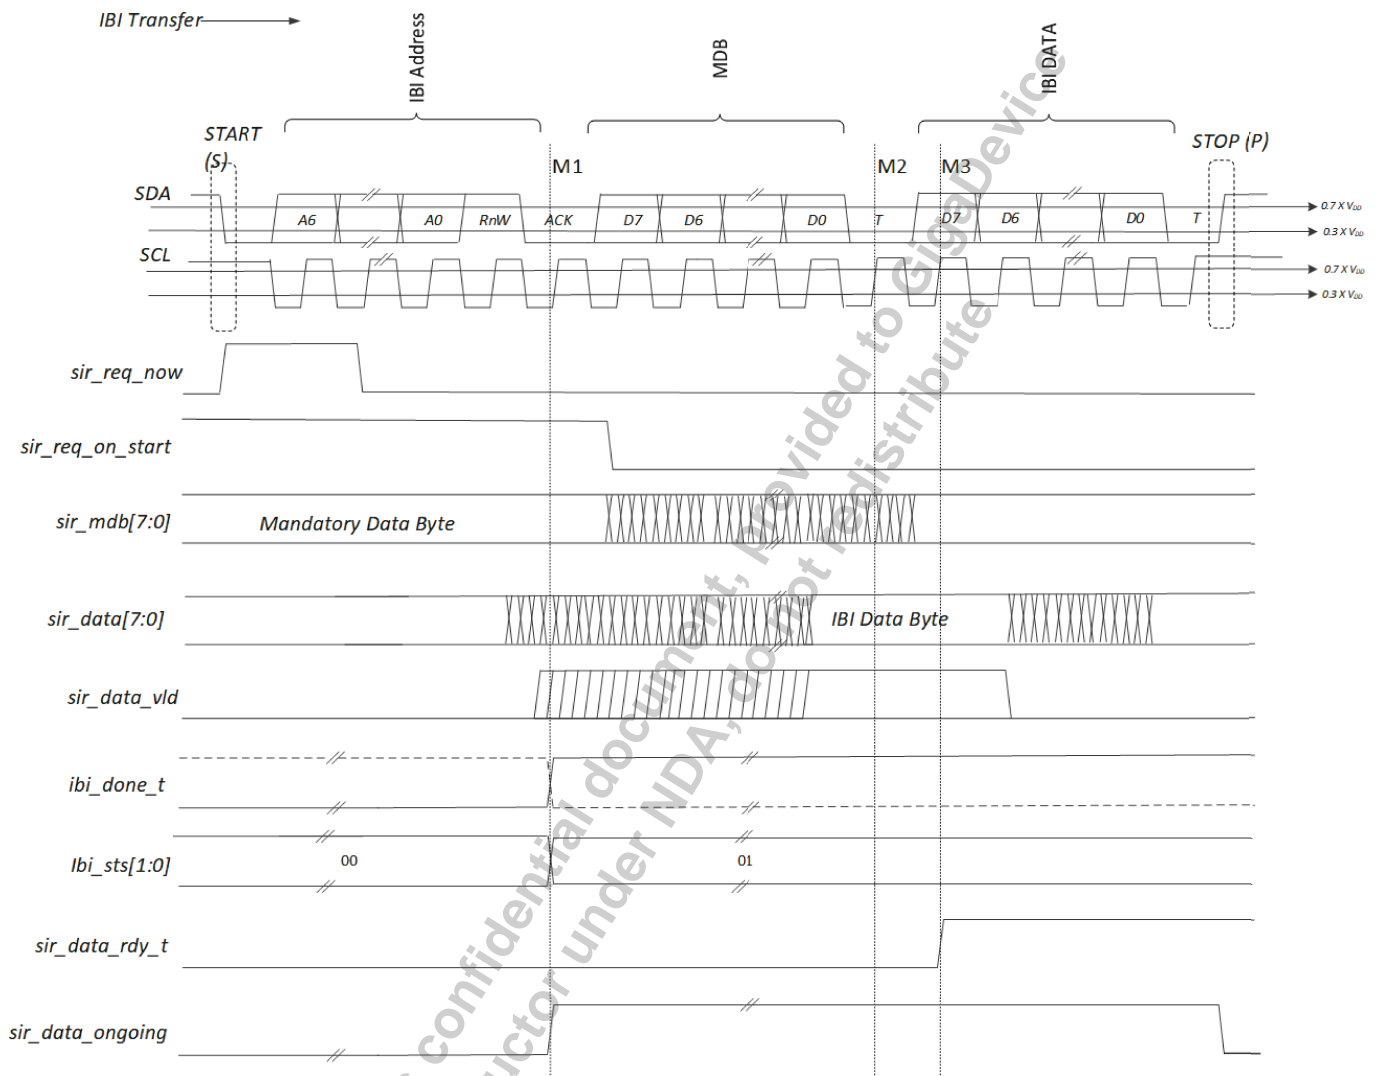 IBI Transfer
IBI Address
MDB
IBI DATA
START
(S)
STOP (P)
M1
M2
M3
SDA
A6
A0
RnW
ACK
D7
D6
D0
T
D7
D6
D0
T
0.7 X VDD
0.3 X VDD
SCL
0.7 X VDD
0.3 X VDD
sir_req_now
sir_req_on_start
sir_mdb[7:0]
Mandatory Data Byte
sir_data[7:0]
IBI Data Byte
sir_data_vld
ibi_done_t
Ibi_sts[1:0]
00
01
sir_data_rdy_t
sir_data_ongoing
confidential document, provided to GigaDevice
uctor under NDA, do not redistribute